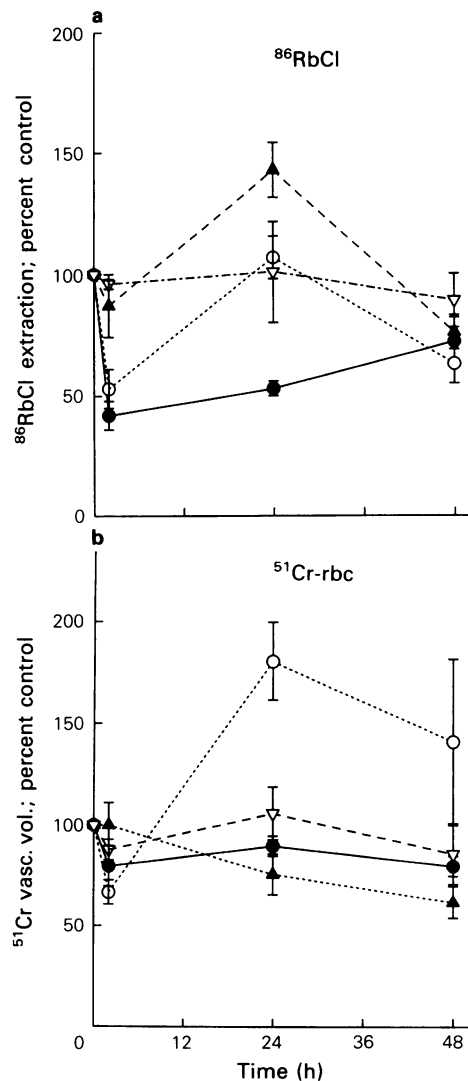 a
⁸⁶RbCl
⁸⁶RbCl extraction; percent control
200
150
100
50
0
b
⁵¹Cr-rbc
⁵¹Cr vasc. vol.; percent control
200
150
100
50
0
12
24
36
48
Time (h)